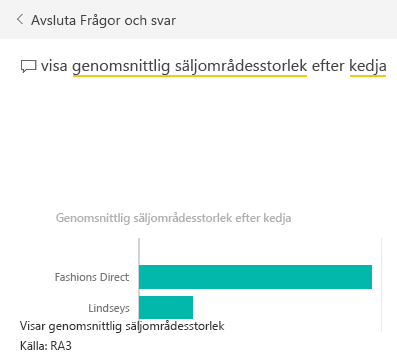 Avsluta Frågor och svar
visa genomsnittlig säljområdesstorlek efter kedja
Genomsnittlig säljområdesstorlek efter kedja
Fashions Direct
Lindseys
Visar genomsnittlig säljområdesstorlek
Källa: RA3